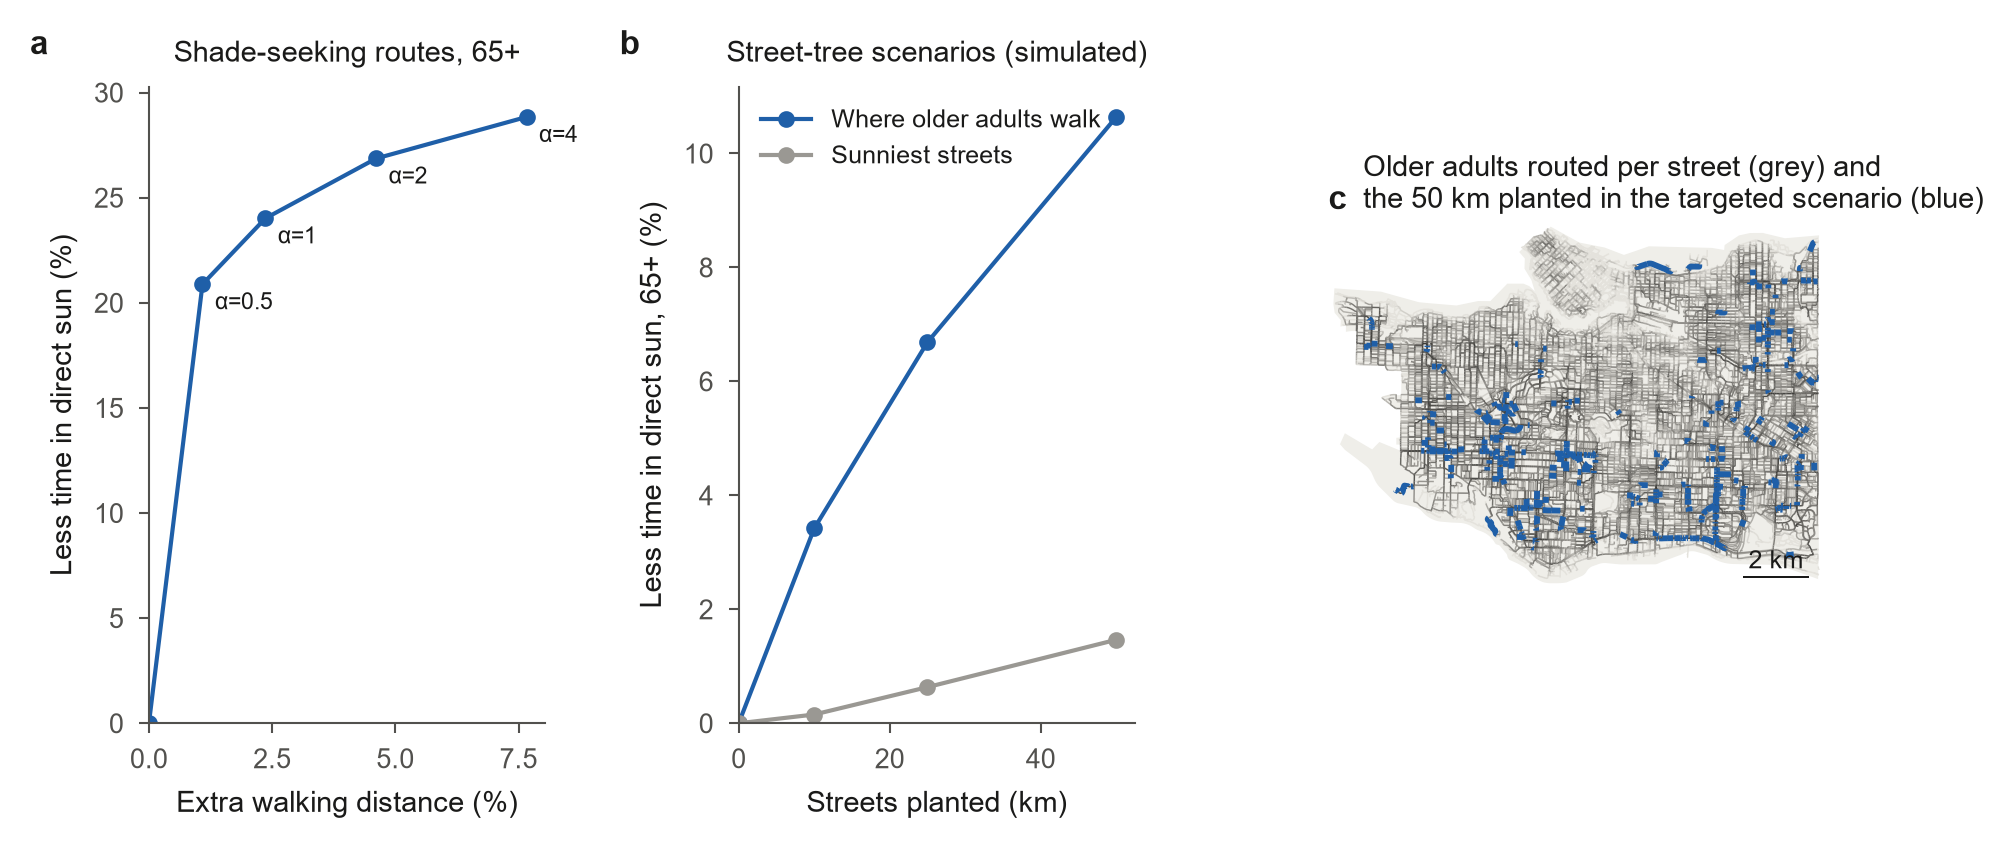 a
Shade-seeking routes, 65+
30
25
20
15
10
5
0
Less time in direct sun (%)
α=0.5
α=1
α=2
α=4
0.0 2.5 5.0 7.5
Extra walking distance (%)
b
Street-tree scenarios (simulated)
Where older adults walk
Sunniest streets
10
8
6
4
2
0
Less time in direct sun, 65+ (%)
0 20 40
Streets planted (km)
c
Older adults routed per street (grey) and
the 50 km planted in the targeted scenario (blue)
2 km